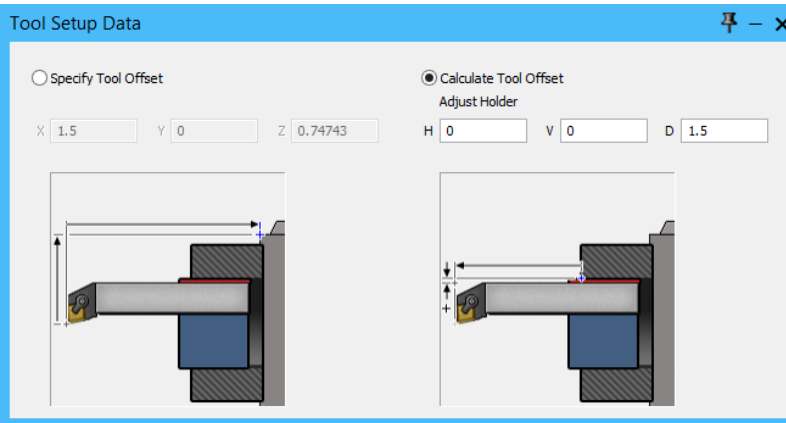 Tool Setup Data
Specify Tool Offset
Calculate Tool Offset
Adjust Holder
X 1.5 Y 0 Z 0.74743
H 0 V 0 D 1.5